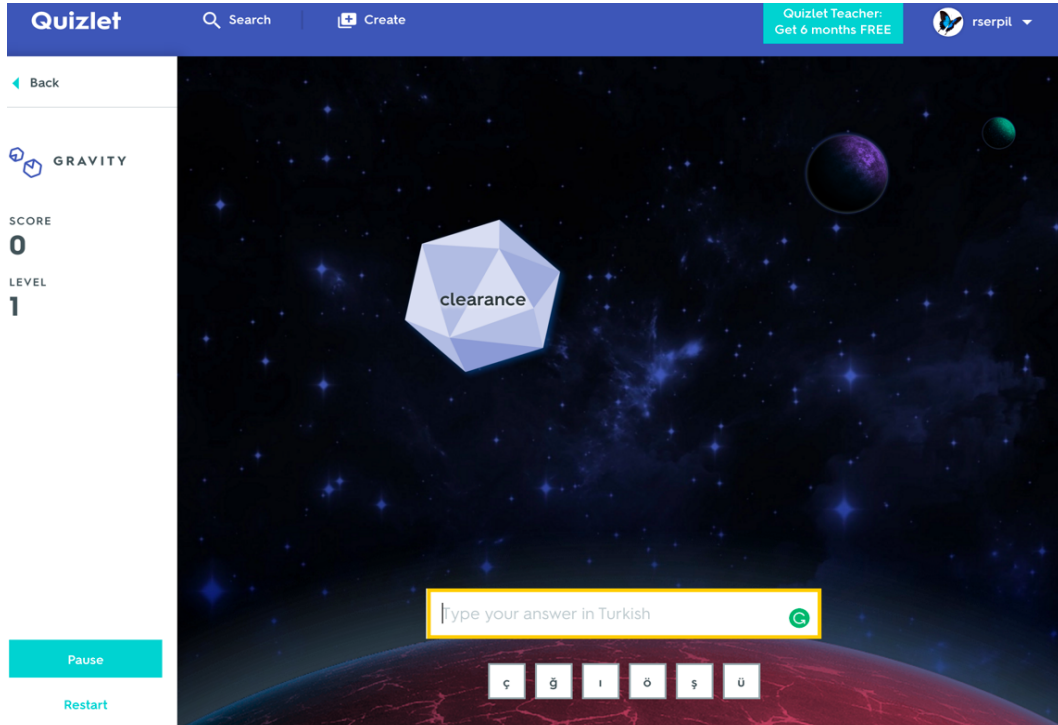 Quizlet
Search
Create
Quizlet Teacher:
Get 6 months FREE
rserpil
Back
GRAVITY
SCORE
0
LEVEL
1
clearance
Type your answer in Turkish
ç ğ ı ö ş ü
Pause
Restart